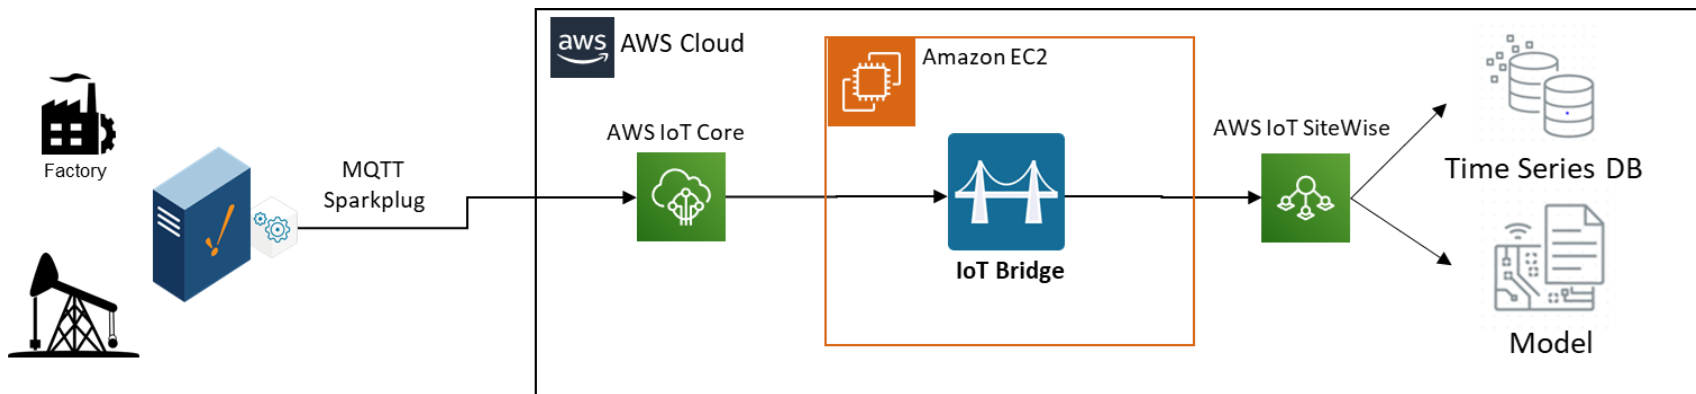 aws
AWS Cloud
Amazon EC2
AWS IoT Core
AWS IoT SiteWise
Factory
MQTT
Sparkplug
Time Series DB
IoT Bridge
Model